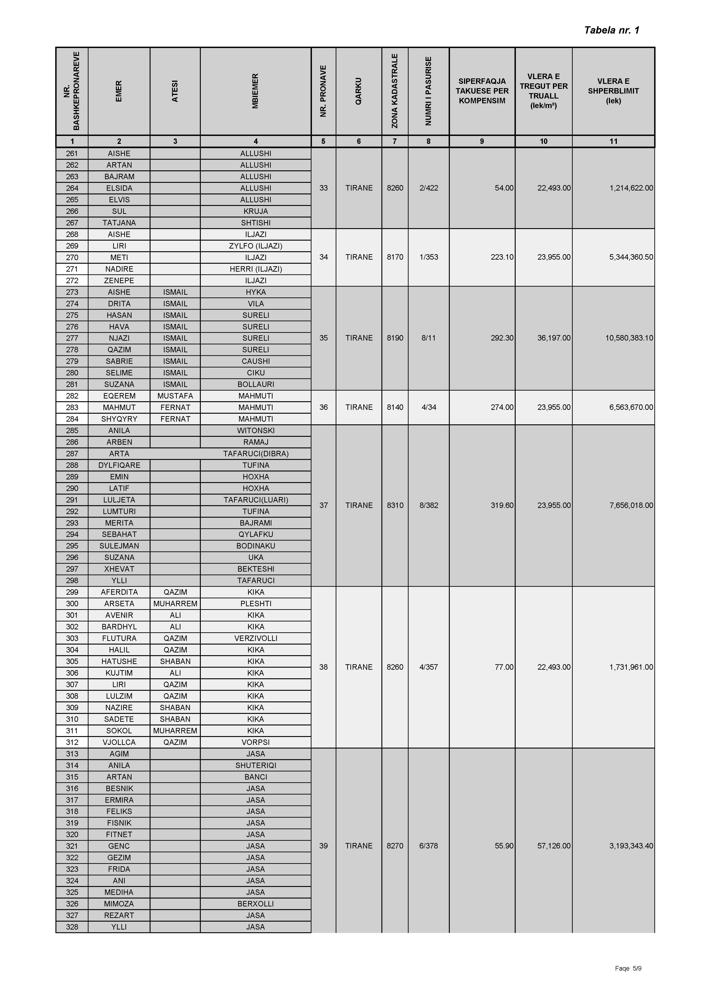 Tabela nr. 1
NR. BASHKEPRONAREVE EMER ATESI MBIEMER NR. PRONAVE QARKU ZONA KADASTRALE NUMRI I PASURISE SIPERFAQJA TAKUESE PER KOMPENSIM VLERA E TREGUT PER TRUALL (lek/m²) VLERA E SHPERBLIMIT (lek)
1 2 3 4 5 6 7 8 9 10 11
261 AISHE ALLUSHI
262 ARTAN ALLUSHI
263 BAJRAM ALLUSHI
264 ELSIDA ALLUSHI 33 TIRANE 8260 2/422 54.00 22,493.00 1,214,622.00
265 ELVIS ALLUSHI
266 SUL KRUJA
267 TATJANA SHTISHI
268 AISHE ILJAZI
269 LIRI ZYLFO (ILJAZI)
270 METI ILJAZI 34 TIRANE 8170 1/353 223.10 23,955.00 5,344,360.50
271 NADIRE HERRI (ILJAZI)
272 ZENEPE ILJAZI
273 AISHE ISMAIL HYKA
274 DRITA ISMAIL VILA
275 HASAN ISMAIL SURELI
276 HAVA ISMAIL SURELI
277 NJAZI ISMAIL SURELI 35 TIRANE 8190 8/11 292.30 36,197.00 10,580,383.10
278 QAZIM ISMAIL SURELI
279 SABRIE ISMAIL CAUSHI
280 SELIME ISMAIL CIKU
281 SUZANA ISMAIL BOLLAURI
282 EQEREM MUSTAFA MAHMUTI
283 MAHMUT FERNAT MAHMUTI 36 TIRANE 8140 4/34 274.00 23,955.00 6,563,670.00
284 SHYQYRY FERNAT MAHMUTI
285 ANILA WITONSKI
286 ARBEN RAMAJ
287 ARTA TAFARUCI(DIBRA)
288 DYLFIQARE TUFINA
289 EMIN HOXHA
290 LATIF HOXHA
291 LULJETA TAFARUCI(LUARI)
37 TIRANE 8310 8/382 319.60 23,955.00 7,656,018.00
292 LUMTURI TUFINA
293 MERITA BAJRAMI
294 SEBAHAT QYLAFKU
295 SULEJMAN BODINAKU
296 SUZANA UKA
297 XHEVAT BEKTESHI
298 YLLI TAFARUCI
299 AFERDITA QAZIM KIKA
300 ARSETA MUHARREM PLESHTI
301 AVENIR ALI KIKA
302 BARDHYL ALI KIKA
303 FLUTURA QAZIM VERZIVOLLI
304 HALIL QAZIM KIKA
305 HATUSHE SHABAN KIKA
38 TIRANE 8260 4/357 77.00 22,493.00 1,731,961.00
306 KUJTIM ALI KIKA
307 LIRI QAZIM KIKA
308 LULZIM QAZIM KIKA
309 NAZIRE SHABAN KIKA
310 SADETE SHABAN KIKA
311 SOKOL MUHARREM KIKA
312 VJOLLCA QAZIM VORPSI
313 AGIM JASA
314 ANILA SHUTERIQI
315 ARTAN BANCI
316 BESNIK JASA
317 ERMIRA JASA
318 FELIKS JASA
319 FISNIK JASA
320 FITNET JASA
321 GENC JASA 39 TIRANE 8270 6/378 55.90 57,126.00 3,193,343.40
322 GEZIM JASA
323 FRIDA JASA
324 ANI JASA
325 MEDIHA JASA
326 MIMOZA BERXOLLI
327 REZART JASA
328 YLLI JASA
Faqe 5/9